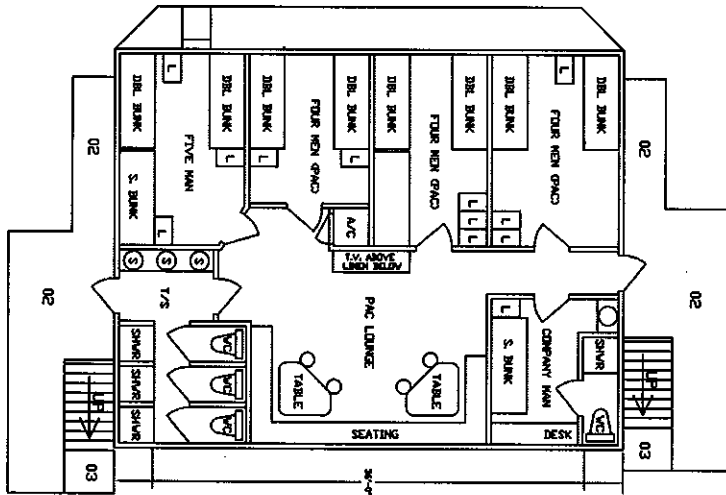 02
DBL BUNK
L
DBL BUNK
DBL BUNK
DBL BUNK
DBL BUNK
DBL BUNK
DBL BUNK
L
DBL BUNK
02
FIVE MAN
FOUR MEN (PAC)
FOUR MEN (PAC)
FOUR MEN (PAC)
L
L
L
S. BUNK
L
A/C
L
L
L
L
L
S
S
S
T.V. ABOVE
LINEN BELOW
02
T/S
PAC LOUNGE
L
COMPANY MAN
02
SHWR
SHWR
SHWR
WC
WC
WC
TABLE
TABLE
S. BUNK
SHWR
WC
UP
UP
SEATING
DESK
03
03
36'-0"